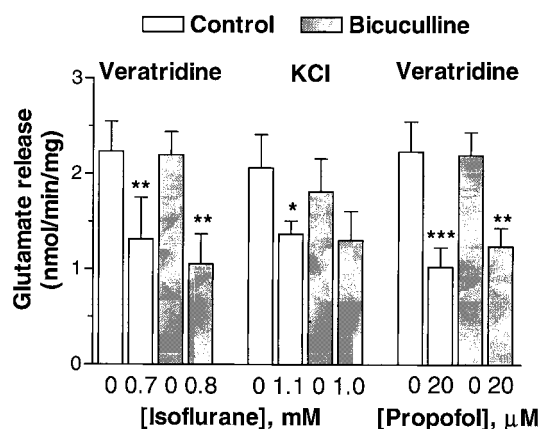 Control Bicuculline
Veratridine KCl Veratridine
Glutamate release
(nmol/min/mg)
3
2
1
0
** ** * *** **
0 0.7 0 0.8 0 1.1 0 1.0 0 20 0 20
[Isoflurane], mM [Propofol], μM